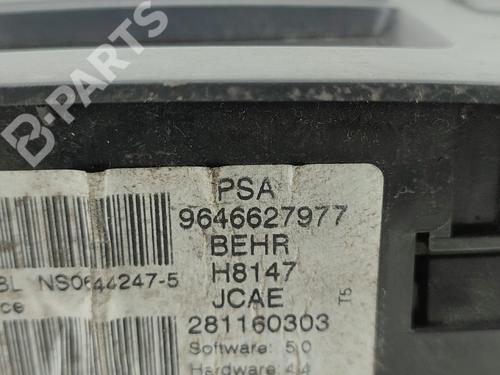 PSA
9646627977
BEHR
BL NS0644247-5
H8147
ce
JCAE
T5
281160303
Software: 5.0
Hardware 4.4
B-PARTS